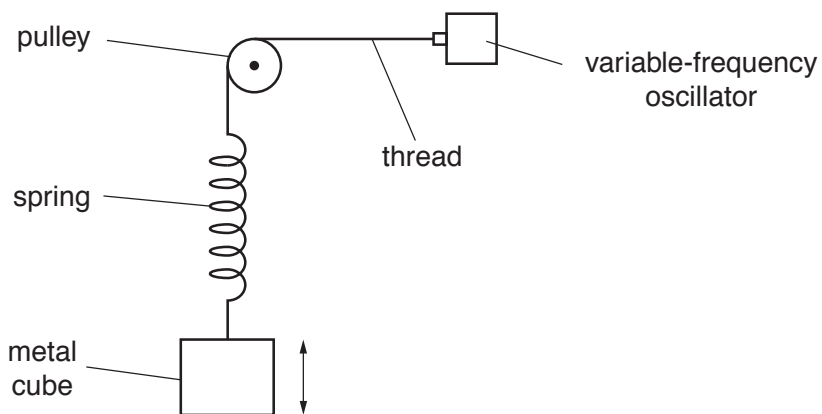 pulley
variable-frequency
oscillator
thread
spring
metal
cube